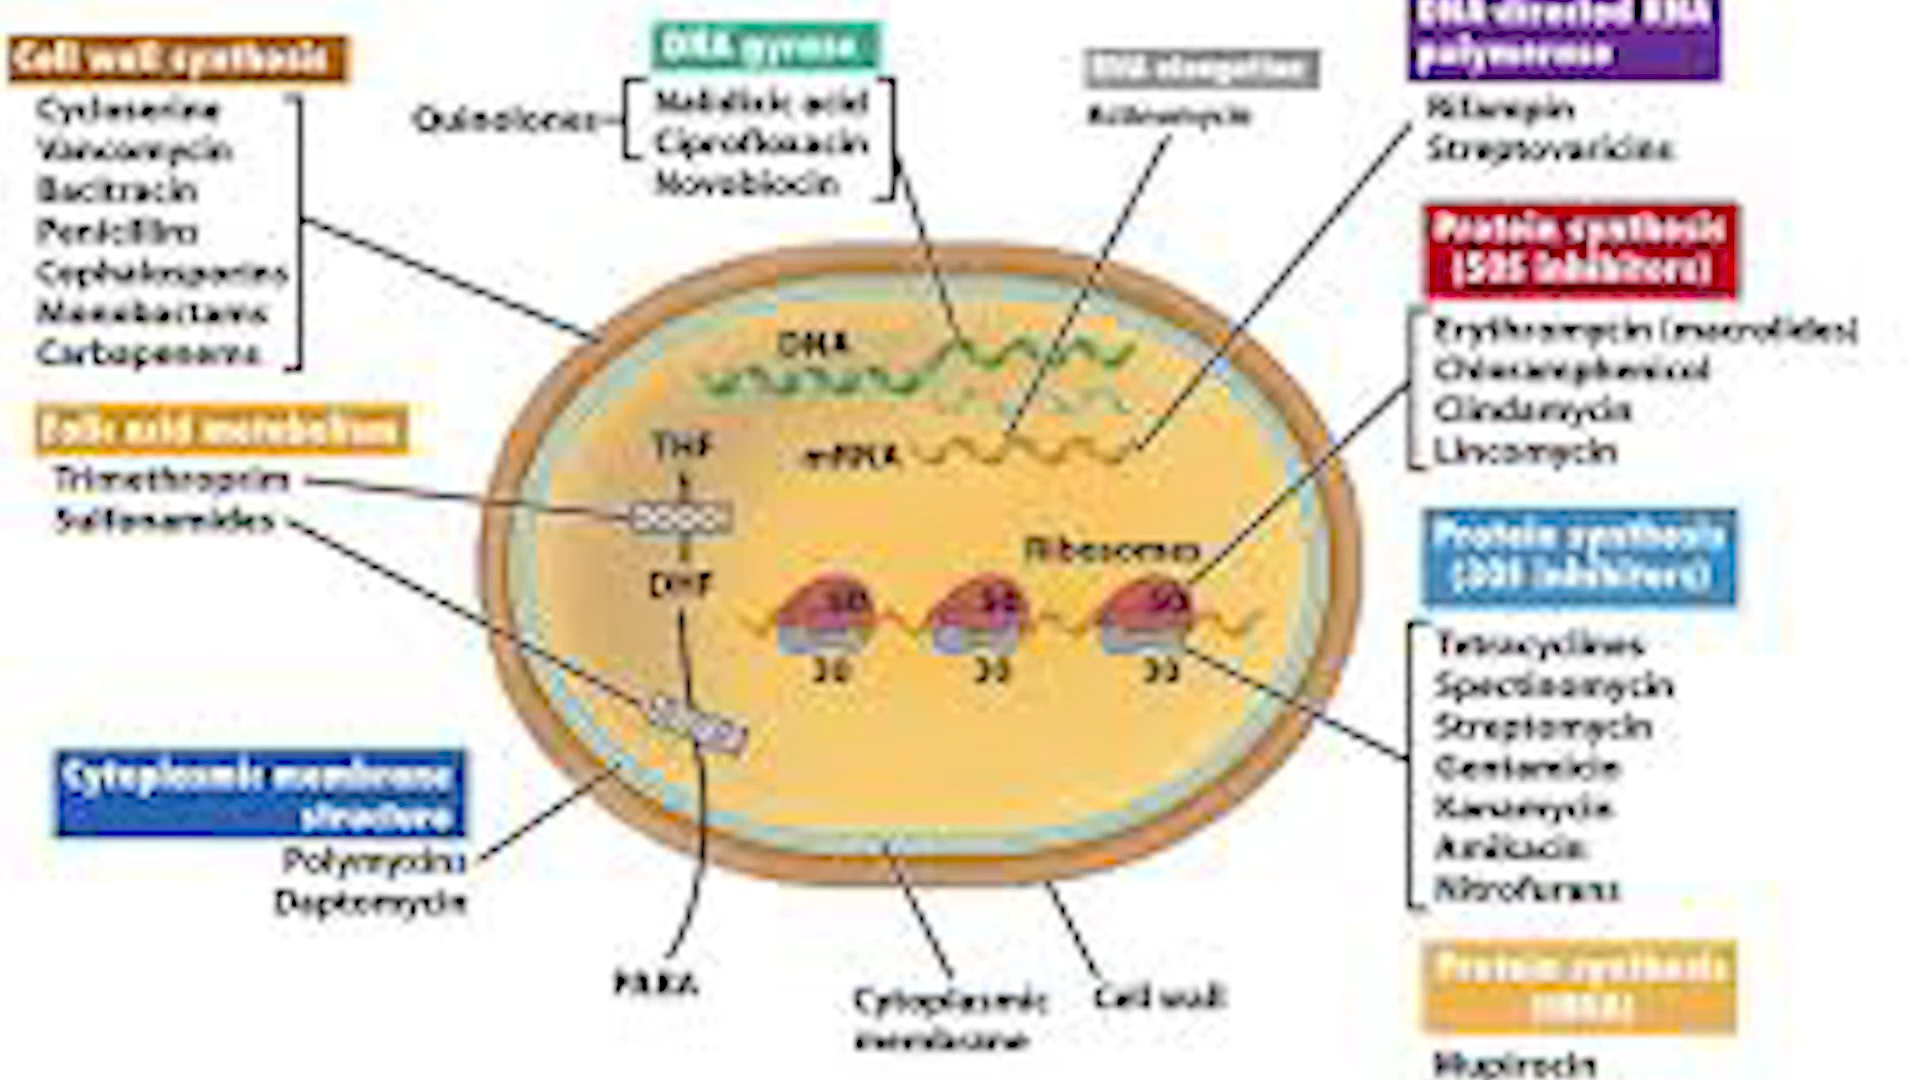 Cell wall synthesis
Cycloserine
Vancomycin
Bacitracin
Penicillins
Cephalosporins
Monobactams
Carbapenems
Folic acid metabolism
Trimethroprim
Sulfonamides
Cytoplasmic membrane
structure
Polymyxins
Daptomycin
Quinolones
DNA gyrase
Nalidixic acid
Ciprofloxacin
Novobiocin
RNA elongation
Actinomycin
DNA-directed RNA
polymerase
Rifampin
Streptovaricins
Protein synthesis
(50S inhibitors)
Erythromycin (macrolides)
Chloramphenicol
Clindamycin
Lincomycin
Protein synthesis
(30S inhibitors)
Tetracyclines
Spectinomycin
Streptomycin
Gentamicin
Kanamycin
Amikacin
Nitrofurans
Protein synthesis
(tRNA)
Mupirocin
DNA
THF
mRNA
DHF
Ribosomes
50
50
50
30
30
30
PABA
Cytoplasmic
membrane
Cell wall